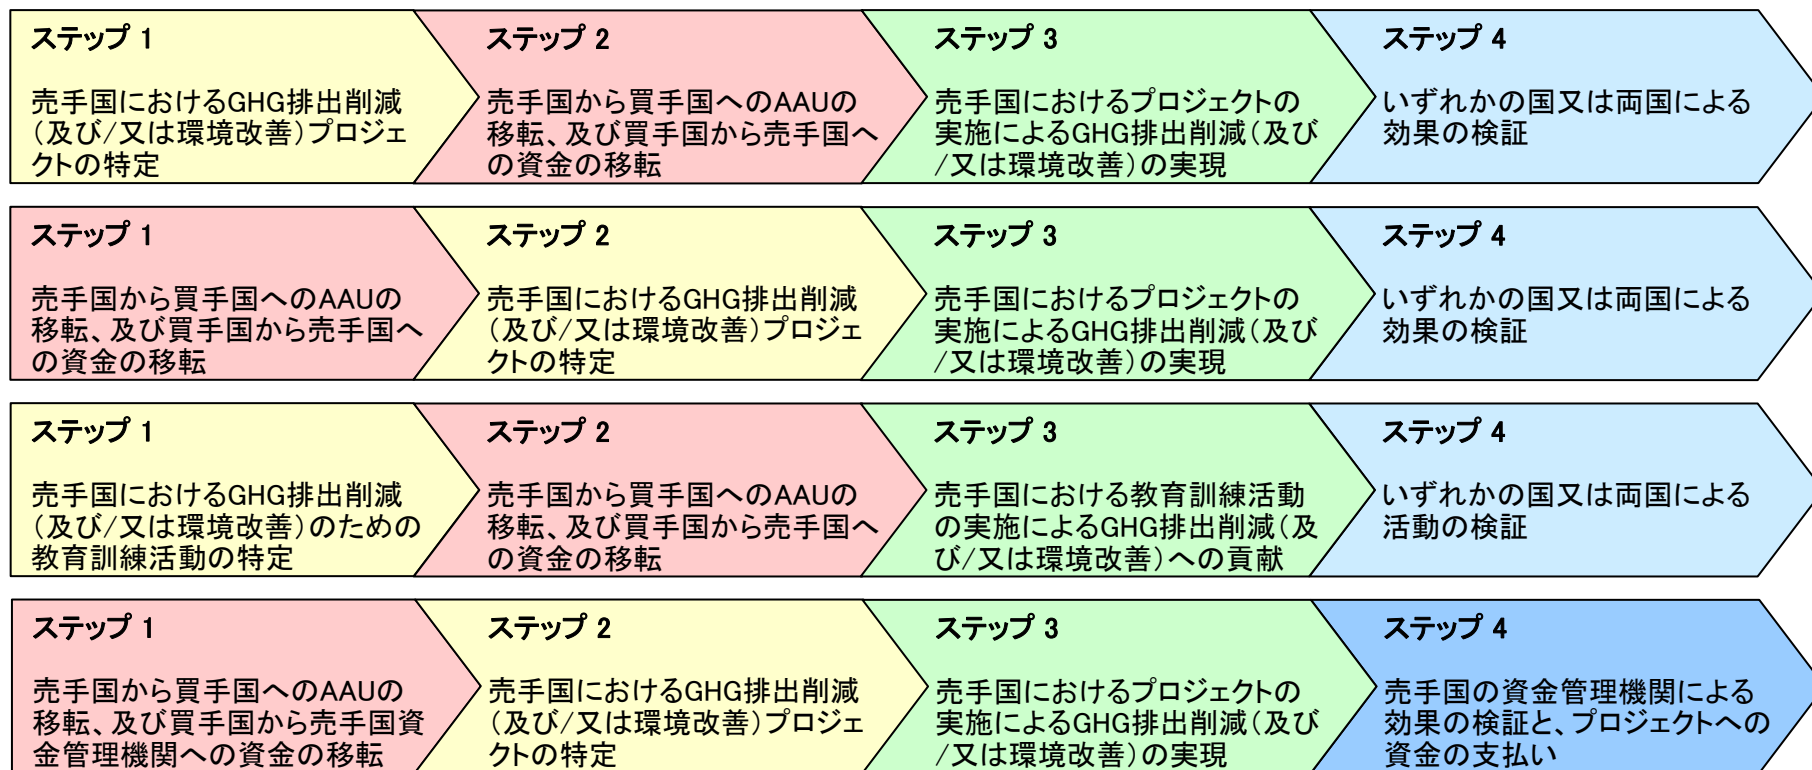 ステップ 1
売手国におけるGHG排出削減
（及び/又は環境改善）プロジェ
クトの特定
ステップ 2
売手国から買手国へのAAUの
移転、及び買手国から売手国へ
の資金の移転
ステップ 3
売手国におけるプロジェクトの
実施によるGHG排出削減（及び
/又は環境改善）の実現
ステップ 4
いずれかの国又は両国による
効果の検証
ステップ 1
売手国から買手国へのAAUの
移転、及び買手国から売手国へ
の資金の移転
ステップ 2
売手国におけるGHG排出削減
（及び/又は環境改善）プロジェ
クトの特定
ステップ 3
売手国におけるプロジェクトの
実施によるGHG排出削減（及び
/又は環境改善）の実現
ステップ 4
いずれかの国又は両国による
効果の検証
ステップ 1
売手国におけるGHG排出削減
（及び/又は環境改善）のための
教育訓練活動の特定
ステップ 2
売手国から買手国へのAAUの
移転、及び買手国から売手国へ
の資金の移転
ステップ 3
売手国における教育訓練活動
の実施によるGHG排出削減（及
び/又は環境改善）への貢献
ステップ 4
いずれかの国又は両国による
活動の検証
ステップ 1
売手国から買手国へのAAUの
移転、及び買手国から売手国資
金管理機関への資金の移転
ステップ 2
売手国におけるGHG排出削減
（及び/又は環境改善）プロジェ
クトの特定
ステップ 3
売手国におけるプロジェクトの
実施によるGHG排出削減（及び
/又は環境改善）の実現
ステップ 4
売手国の資金管理機関による
効果の検証と、プロジェクトへの
資金の支払い